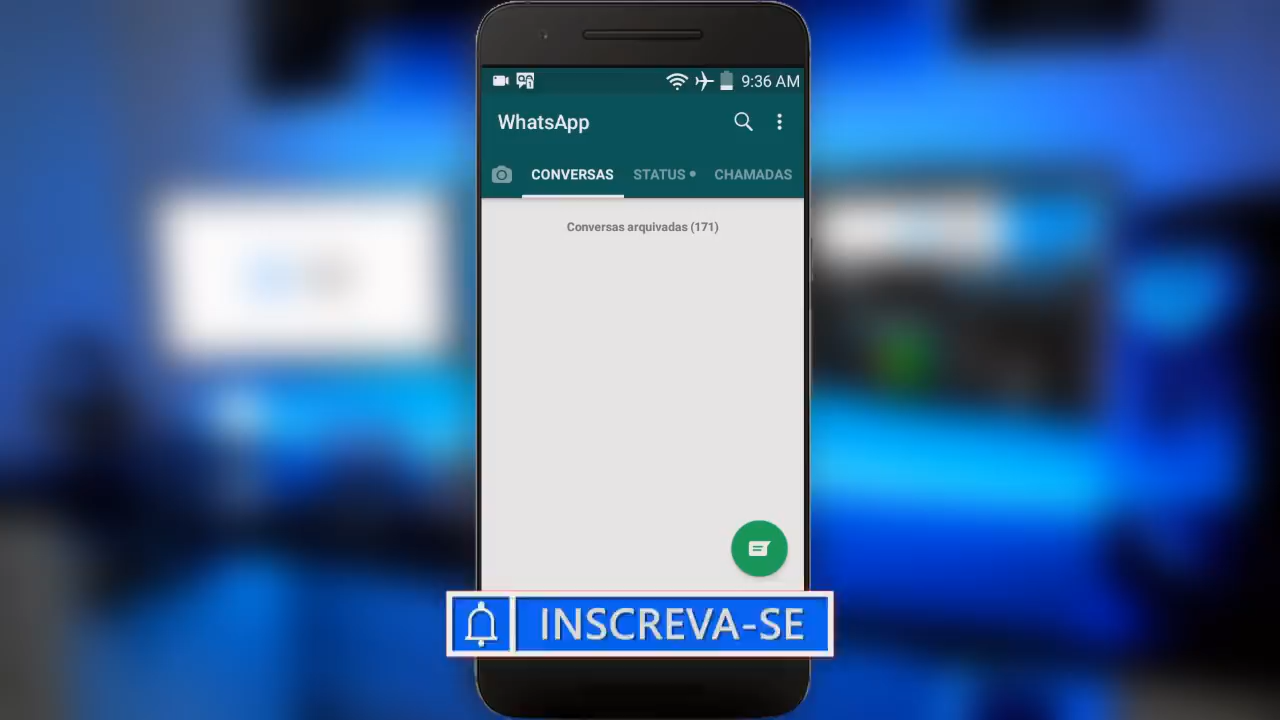 9:36 AM
WhatsApp
CONVERSAS STATUS • CHAMADAS
Conversas arquivadas (171)
INSCREVA-SE